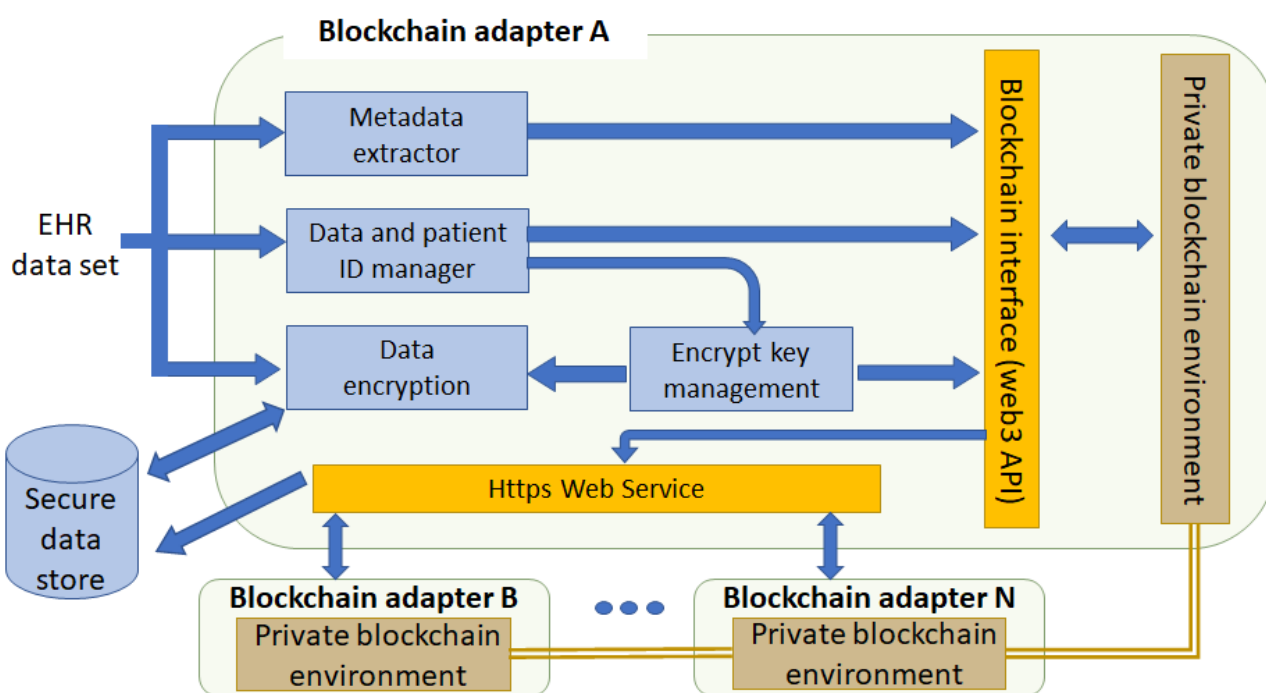 Blockchain adapter A
Metadata
extractor
EHR
data set
Data and patient
ID manager
Data
encryption
Encrypt key
management
Blockchain interface (web3 API)
Private blockchain environment
Https Web Service
Secure
data
store
Blockchain adapter B
Private blockchain
environment
Blockchain adapter N
Private blockchain
environment